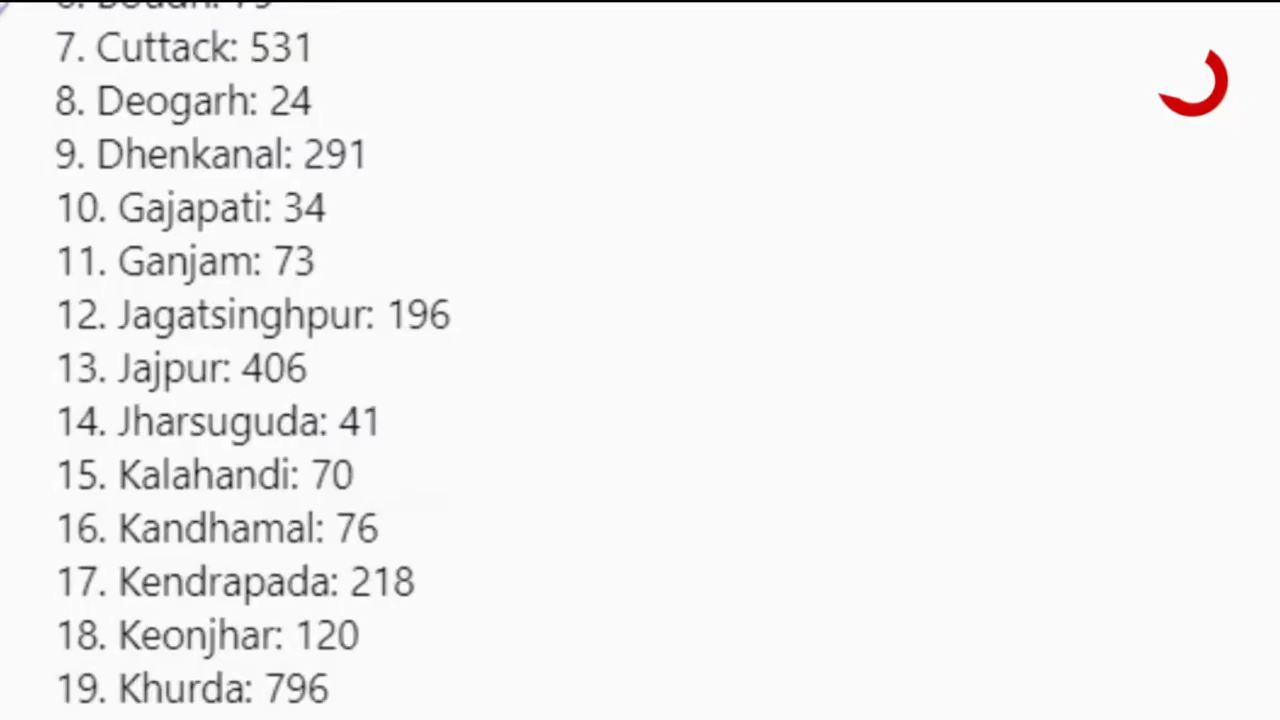 7. Cuttack: 531
8. Deogarh: 24
9. Dhenkanal: 291
10. Gajapati: 34
11. Ganjam: 73
12. Jagatsinghpur: 196
13. Jajpur: 406
14. Jharsuguda: 41
15. Kalahandi: 70
16. Kandhamal: 76
17. Kendrapada: 218
18. Keonjhar: 120
19. Khurda: 796